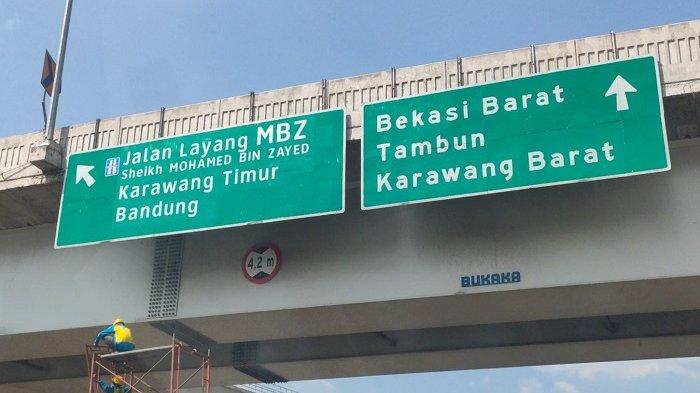 Jalan Layang MBZ
Sheikh MOHAMED BIN ZAYED
Karawang Timur
Bandung
Bekasi Barat
Tambun
Karawang Barat
4,2 m
BUKAKA